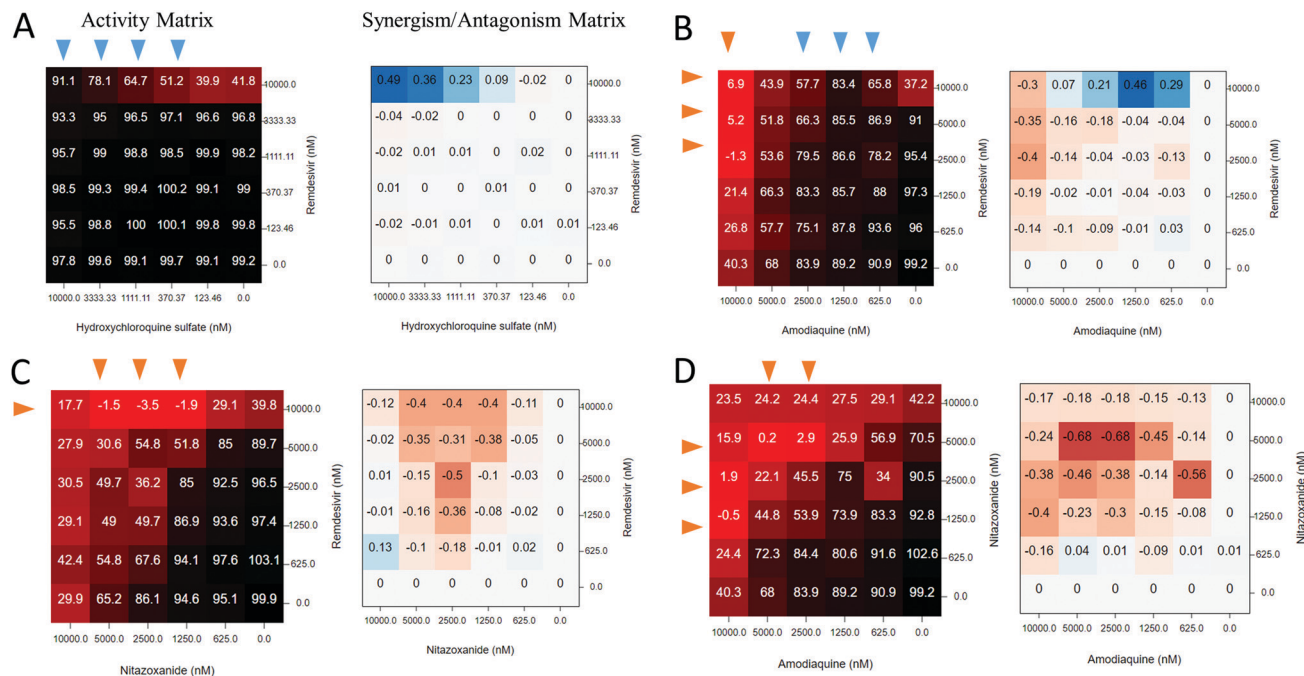 A
Activity Matrix
Synergism/Antagonism Matrix
91.1 78.1 64.7 51.2 39.9 41.8 40000.0
93.3 95 96.5 97.1 96.6 96.8 3333.33
95.7 99 98.8 98.5 99.9 98.2 1111.11
98.5 99.3 99.4 100.2 99.1 99 370.37
95.5 98.8 100 100.1 99.8 99.8 123.46
97.8 99.6 99.1 99.7 99.1 99.2 0.0
Remdesivir (nM)
10000.0 3333.33 1111.11 370.37 123.46 0.0
Hydroxychloroquine sulfate (nM)
0.49 0.36 0.23 0.09 -0.02 0 40000.0
-0.04 -0.02 0 0 0 0 3333.33
-0.02 0.01 0.01 0 0.02 0 1111.11
0.01 0 0 0.01 0 0 370.37
-0.02 -0.01 0.01 0 0.01 0.01 123.46
0 0 0 0 0 0 0.0
Remdesivir (nM)
10000.0 3333.33 1111.11 370.37 123.46 0.0
Hydroxychloroquine sulfate (nM)
B
6.9 43.9 57.7 83.4 65.8 37.2 40000.0
5.2 51.8 66.3 85.5 86.9 91 5000.0
-1.3 53.6 79.5 86.6 78.2 95.4 2500.0
21.4 66.3 83.3 85.7 88 97.3 1250.0
26.8 57.7 75.1 87.8 93.6 96 625.0
40.3 68 83.9 89.2 90.9 99.2 0.0
Remdesivir (nM)
10000.0 5000.0 2500.0 1250.0 625.0 0.0
Amodiaquine (nM)
-0.3 0.07 0.21 0.46 0.29 0 40000.0
-0.35 -0.16 -0.18 -0.04 -0.04 0 5000.0
-0.4 -0.14 -0.04 -0.03 -0.13 0 2500.0
-0.19 -0.02 -0.01 -0.04 -0.03 0 1250.0
-0.14 -0.1 -0.09 -0.01 0.03 0 625.0
0 0 0 0 0 0 0.0
Remdesivir (nM)
10000.0 5000.0 2500.0 1250.0 625.0 0.0
Amodiaquine (nM)
C
17.7 -1.5 -3.5 -1.9 29.1 39.8 40000.0
27.9 30.6 54.8 51.8 85 89.7 5000.0
30.5 49.7 36.2 85 92.5 96.5 2500.0
29.1 49 49.7 86.9 93.6 97.4 1250.0
42.4 54.8 67.6 94.1 97.6 103.1 625.0
29.9 65.2 86.1 94.6 95.1 99.9 0.0
Remdesivir (nM)
10000.0 5000.0 2500.0 1250.0 625.0 0.0
Nitazoxanide (nM)
-0.12 -0.4 -0.4 -0.4 -0.11 0 40000.0
-0.02 -0.35 -0.31 -0.38 -0.05 0 5000.0
0.01 -0.15 -0.5 -0.1 -0.03 0 2500.0
-0.01 -0.16 -0.36 -0.08 -0.02 0 1250.0
0.13 -0.1 -0.18 -0.01 0.02 0 625.0
0 0 0 0 0 0 0.0
Remdesivir (nM)
10000.0 5000.0 2500.0 1250.0 625.0 0.0
Nitazoxanide (nM)
D
23.5 24.2 24.4 27.5 29.1 42.2 10000.0
15.9 0.2 2.9 25.9 56.9 70.5 5000.0
1.9 22.1 45.5 75 34 90.5 2500.0
-0.5 44.8 53.9 73.9 83.3 92.8 1250.0
24.4 72.3 84.4 80.6 91.6 102.6 625.0
40.3 68 83.9 89.2 90.9 99.2 0.0
Nitazoxanide (nM)
10000.0 5000.0 2500.0 1250.0 625.0 0.0
Amodiaquine (nM)
-0.17 -0.18 -0.18 -0.15 -0.13 0 10000.0
-0.24 -0.68 -0.68 -0.45 -0.14 0 5000.0
-0.38 -0.46 -0.38 -0.14 -0.56 0 2500.0
-0.4 -0.23 -0.3 -0.15 -0.08 0 1250.0
-0.16 0.04 0.01 -0.09 0.01 0.01 625.0
0 0 0 0 0 0 0.0
Nitazoxanide (nM)
10000.0 5000.0 2500.0 1250.0 625.0 0.0
Amodiaquine (nM)